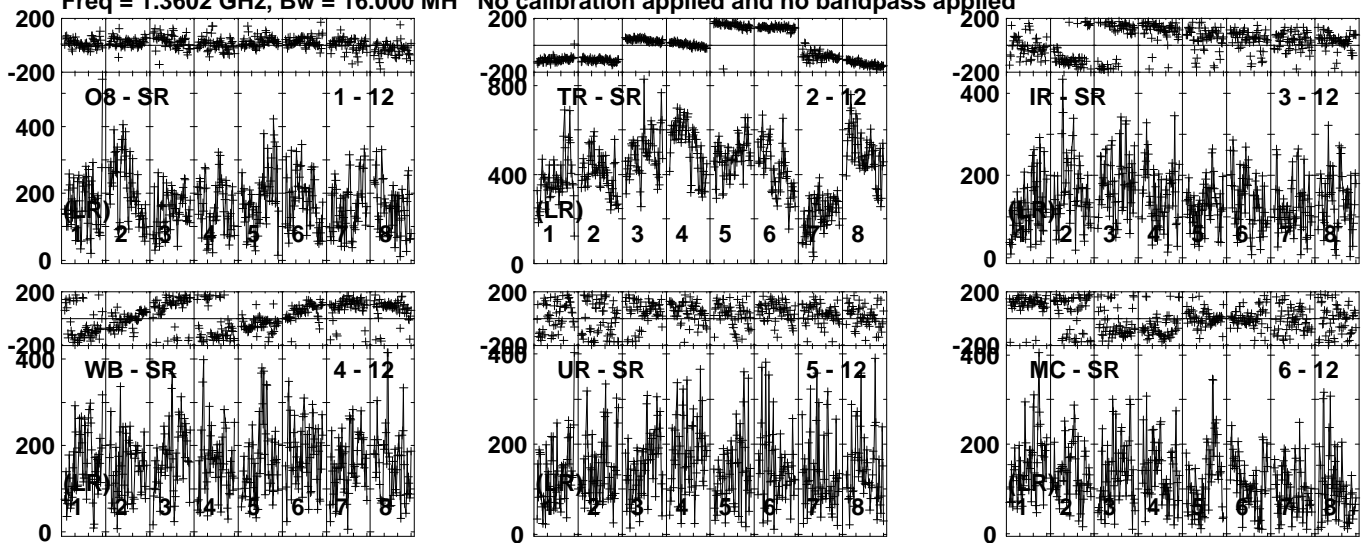 Freq = 1.3602 GHz, Bw = 16.000 MH No calibration applied and no bandpass applied
200
-200
O8 - SR 1 - 12
400
200
0
(LR)
1 2 3 4 5 6 7 8
200
-200
800
TR - SR 2 - 12
400
0
(LR)
1 2 3 4 5 6 7 8
200
-200
400
IR - SR 3 - 12
200
0
(LR)
1 2 3 4 5 6 7 8
200
-200
400
WB - SR 4 - 12
200
0
(LR)
1 2 3 4 5 6 7 8
200
-200
400
UR - SR 5 - 12
200
0
(LR)
1 2 3 4 5 6 7 8
200
-200
400
MC - SR 6 - 12
200
0
(LR)
1 2 3 4 5 6 7 8